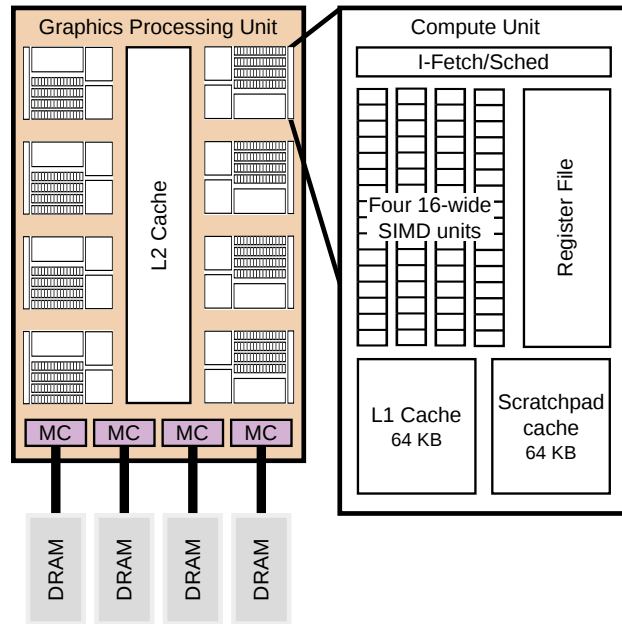 Graphics Processing Unit
L2 Cache
MC
MC
MC
MC
DRAM
DRAM
DRAM
DRAM
Compute Unit
I-Fetch/Sched
Four 16-wide
SIMD units
Register File
L1 Cache
64 KB
Scratchpad
cache
64 KB